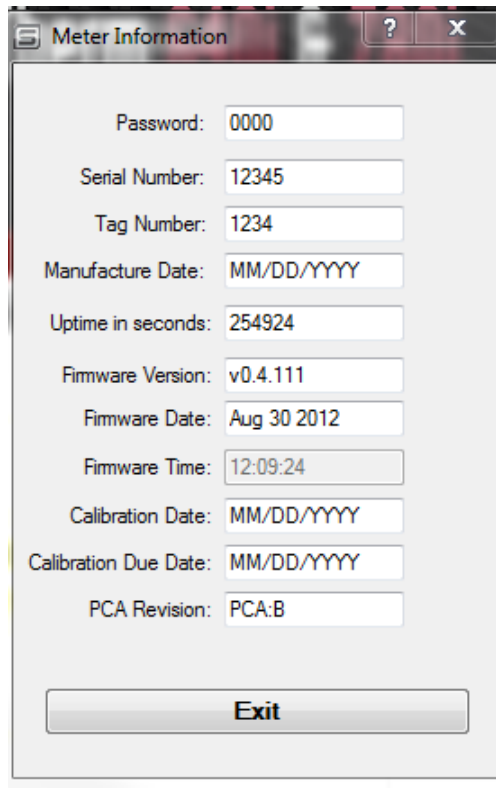 Meter Information
? X
Password: 0000
Serial Number: 12345
Tag Number: 1234
Manufacture Date: MM/DD/YYYY
Uptime in seconds: 254924
Firmware Version: v0.4.111
Firmware Date: Aug 30 2012
Firmware Time: 12:09:24
Calibration Date: MM/DD/YYYY
Calibration Due Date: MM/DD/YYYY
PCA Revision: PCA:B
Exit